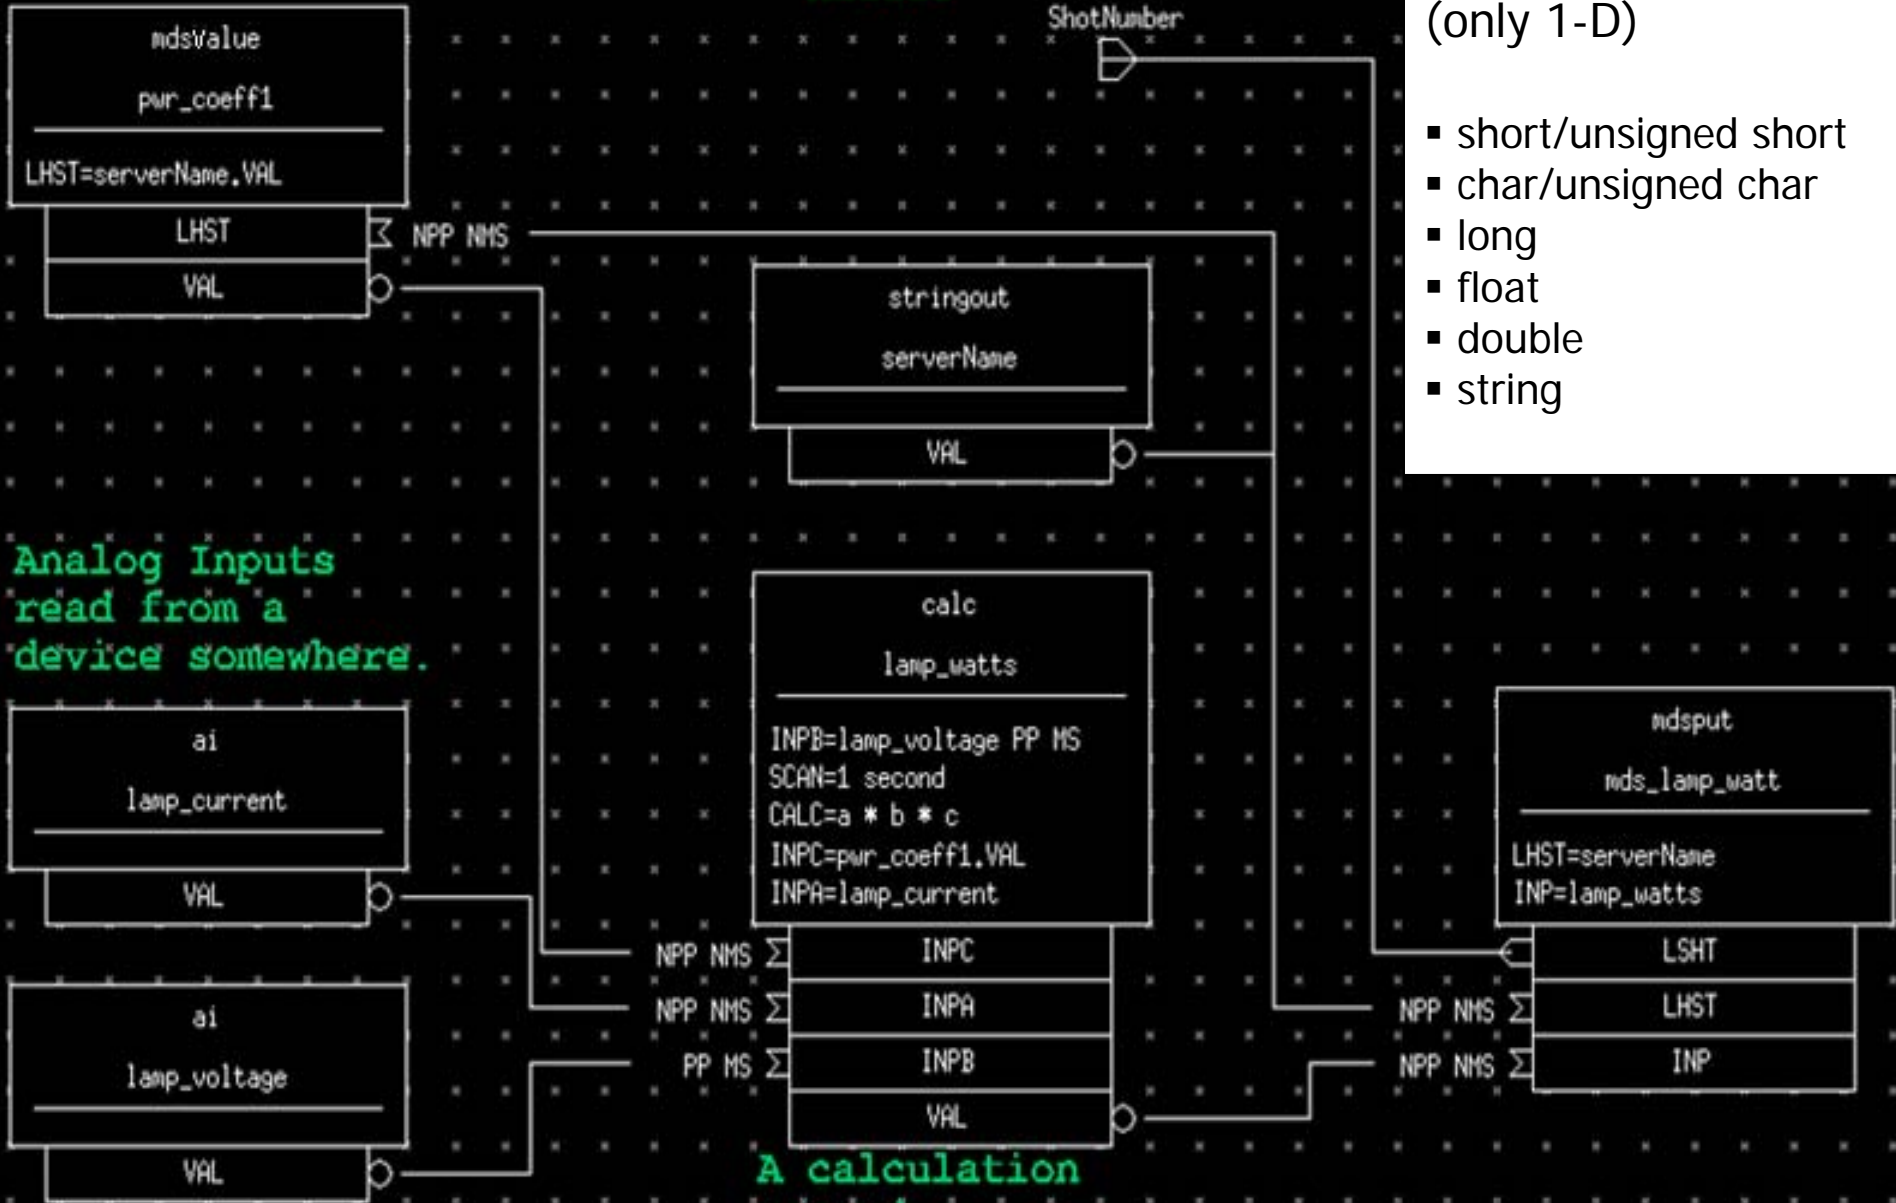 mdsValue
pwr_coeff1
LHST=serverName.VAL
LHST
NPP NMS
VAL
ShotNumber
(only 1-D)
▪ short/unsigned short
▪ char/unsigned char
▪ long
▪ float
▪ double
▪ string
stringout
serverName
VAL
Analog Inputs
read from a
device somewhere.
ai
lamp_current
VAL
ai
lamp_voltage
VAL
calc
lamp_watts
INPB=lamp_voltage PP MS
SCAN=1 second
CALC=a * b * c
INPC=pwr_coeff1.VAL
INPA=lamp_current
NPP NMS
INPC
NPP NMS
INPA
PP MS
INPB
VAL
A calculation
mdsput
mds_lamp_watt
LHST=serverName
INP=lamp_watts
LSHT
NPP NMS
LHST
NPP NMS
INP